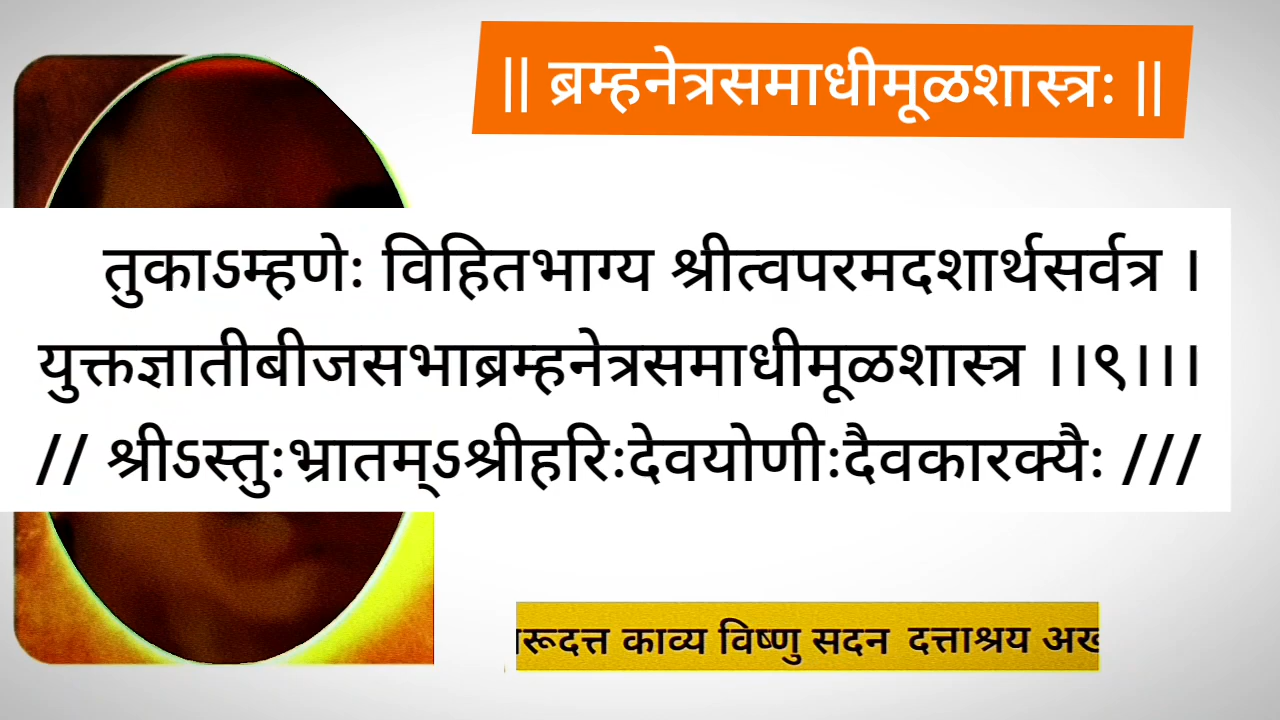 || ब्रम्हनेत्रसमाधीमूळशास्त्रः ||
तुकाऽम्हणेः विहितभाग्य श्रीत्वपरमदशार्थसर्वत्र ।
युक्तज्ञातीबीजसभाब्रम्हनेत्रसमाधीमूळशास्त्र ।।९।।।
// श्रीऽस्तुःभ्रातम्ऽश्रीहरिःदेवयोणीःदैवकारक्यैः ///
काव्य विष्णु सदन दत्ताश्रय